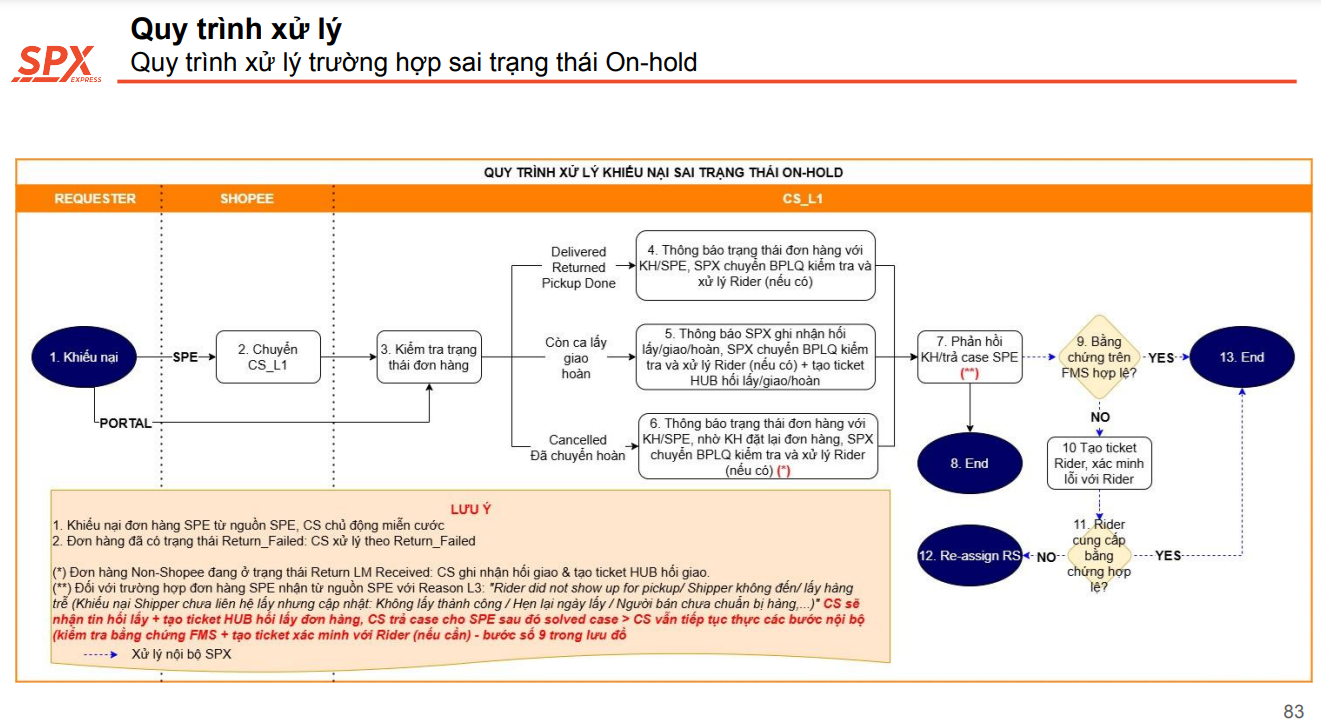 Quy trình xử lý
SPX
EXPRESS
Quy trình xử lý trường hợp sai trạng thái On-hold
QUY TRÌNH XỬ LÝ KHIẾU NẠI SAI TRẠNG THÁI ON-HOLD
REQUESTER
SHOPEE
CS_L1
1. Khiếu nại
SPE
PORTAL
2. Chuyển
CS_L1
3. Kiểm tra trạng
thái đơn hàng
Delivered
Returned
Pickup Done
4. Thông báo trạng thái đơn hàng với
KH/SPE, SPX chuyển BPLQ kiểm tra và
xử lý Rider (nếu có)
Còn ca lấy
giao
hoàn
5. Thông báo SPX ghi nhận hối
lấy/giao/hoàn, SPX chuyển BPLQ kiểm
tra và xử lý Rider (nếu có) + tạo ticket
HUB hối lấy/giao/hoàn
Cancelled
Đã chuyển hoàn
6. Thông báo trạng thái đơn hàng với
KH/SPE, nhờ KH đặt lại đơn hàng, SPX
chuyển BPLQ kiểm tra và xử lý Rider
(nếu có) (*)
7. Phản hồi
KH/trả case SPE
(**)
8. End
9. Bằng
chứng trên
FMS hợp lệ?
YES
13. End
NO
10 Tạo ticket
Rider, xác minh
lỗi với Rider
11. Rider
cung cấp
bằng
chứng hợp
lệ?
YES
NO
12. Re-assign RS
LƯU Ý
1. Khiếu nại đơn hàng SPE từ nguồn SPE, CS chủ động miễn cước
2. Đơn hàng đã có trạng thái Return_Failed: CS xử lý theo Return_Failed
(*) Đơn hàng Non-Shopee đang ở trạng thái Return LM Received: CS ghi nhận hối giao & tạo ticket HUB hối giao.
(**) Đối với trường hợp đơn hàng SPE nhận từ nguồn SPE với Reason L3: "Rider did not show up for pickup/ Shipper không đến/ lấy hàng
trễ (Khiếu nại Shipper chưa liên hệ lấy nhưng cập nhật: Không lấy thành công / Hẹn lại ngày lấy / Người bán chưa chuẩn bị hàng,...)" CS sẽ
nhận tin hối lấy + tạo ticket HUB hối lấy đơn hàng, CS trả case cho SPE sau đó solved case > CS vẫn tiếp tục thực các bước nội bộ
(kiểm tra bằng chứng FMS + tạo ticket xác minh với Rider (nếu cần) - bước số 9 trong lưu đồ
Xử lý nội bộ SPX
83